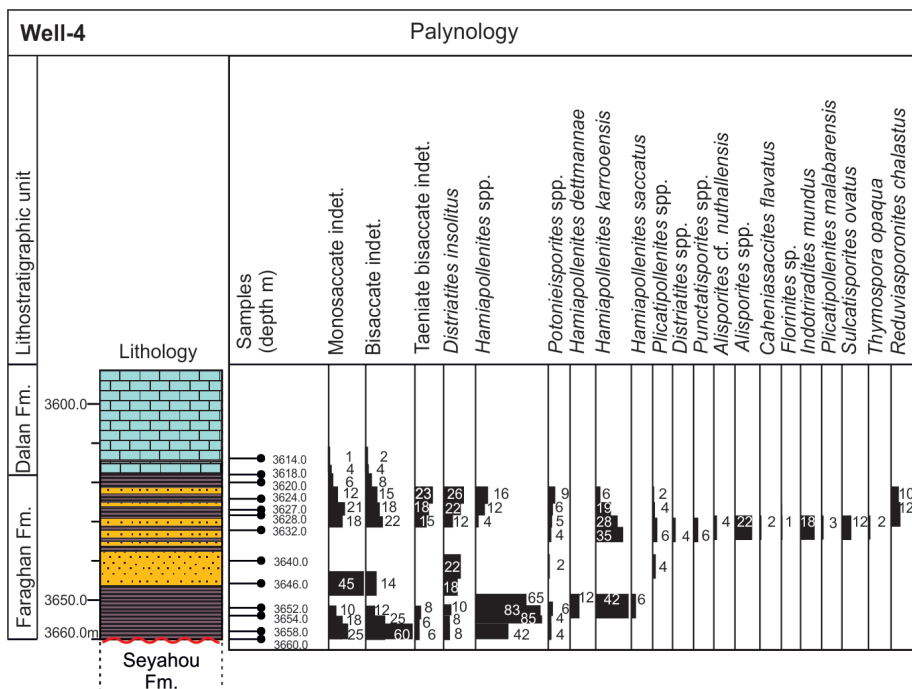 Well-4
Palynology
Lithostratigraphic unit
Lithology
Samples
(depth m)
Monosaccate indet.
Bisaccate indet.
Taeniate bisaccate indet.
Distriatites insolitus
Hamiapollenites spp.
Potonieisporites spp.
Hamiapollenites dettmannae
Hamiapollenites karrooensis
Hamiapollenites saccatus
Plicatipollenites spp.
Distriatites spp.
Punctatisporites spp.
Alisporites cf. nuthallensis
Alisporites spp.
Caheniasaccites flavatus
Florinites sp.
Indotriradites mundus
Plicatipollenites malabarensis
Sulcatisporites ovatus
Thymospora opaqua
Reduviasporonites chalastus
Dalan Fm.
Faraghan Fm.
3600.0
3650.0
3660.0m
Seyahou
Fm.
3614.0 1 2
3618.0 4 4
3620.0 6 8
3624.0 12 15 23 26 16 9 6 2 10
3627.0 21 18 18 22 12 6 19 4 12
3628.0 18 22 15 12 4 5 28 4 22 2 1 18 3 12 2
3632.0 4 35 6 4 6
3640.0 22 2 4
3646.0 45 14 18
65 12 42 6
3652.0 10 12 8 10 83 6
3654.0 18 25 6 8 85 4
3658.0 25 60 6 8 42 4
3660.0